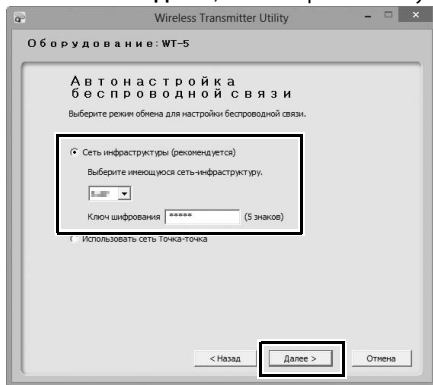 Wireless Transmitter Utility
Оборудование: WT-5
Автонастройка
беспроводной связи
Выберите режим обмена для настройки беспроводной связи.
Сеть инфраструктуры (рекомендуется)
Выберите имеющуюся сеть-инфраструктуру.
Ключ шифрования ***** (5 знаков)
Использовать сеть Точка-точка
< Назад Далее > Отмена